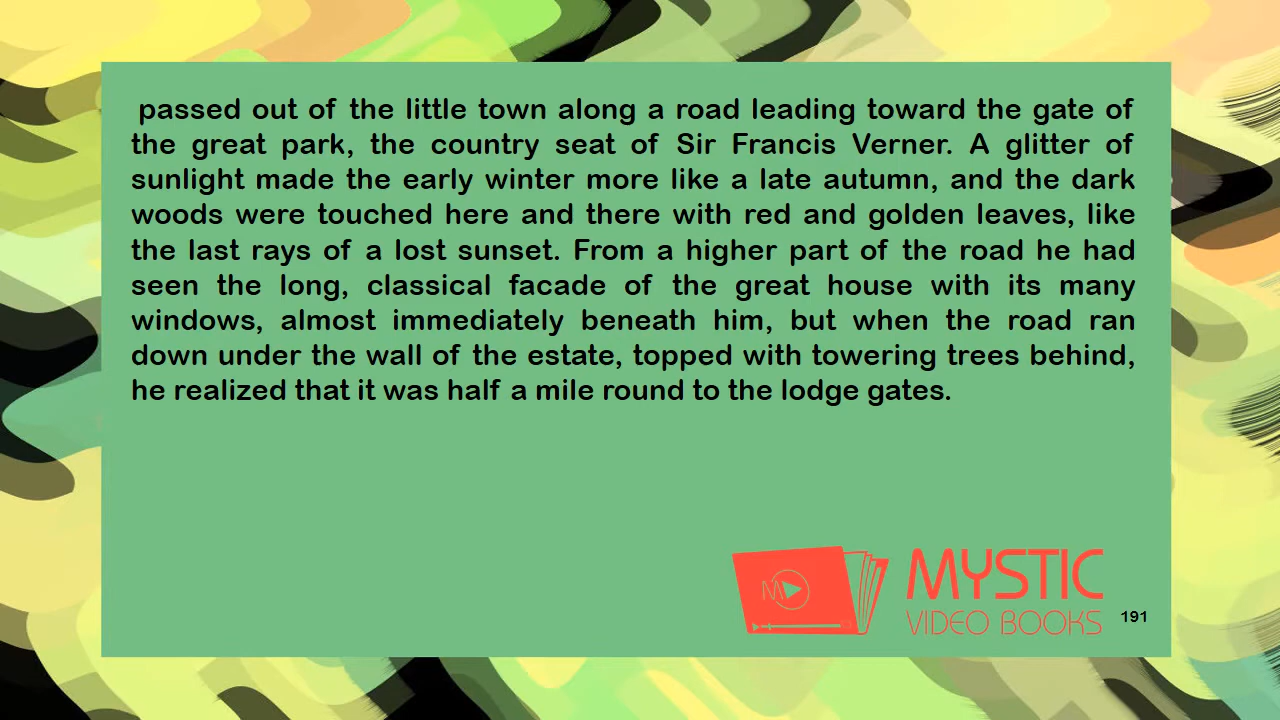 passed out of the little town along a road leading toward the gate of
the great park, the country seat of Sir Francis Verner. A glitter of
sunlight made the early winter more like a late autumn, and the dark
woods were touched here and there with red and golden leaves, like
the last rays of a lost sunset. From a higher part of the road he had
seen the long, classical facade of the great house with its many
windows, almost immediately beneath him, but when the road ran
down under the wall of the estate, topped with towering trees behind,
he realized that it was half a mile round to the lodge gates.
M
MYSTIC
VIDEO BOOKS
191